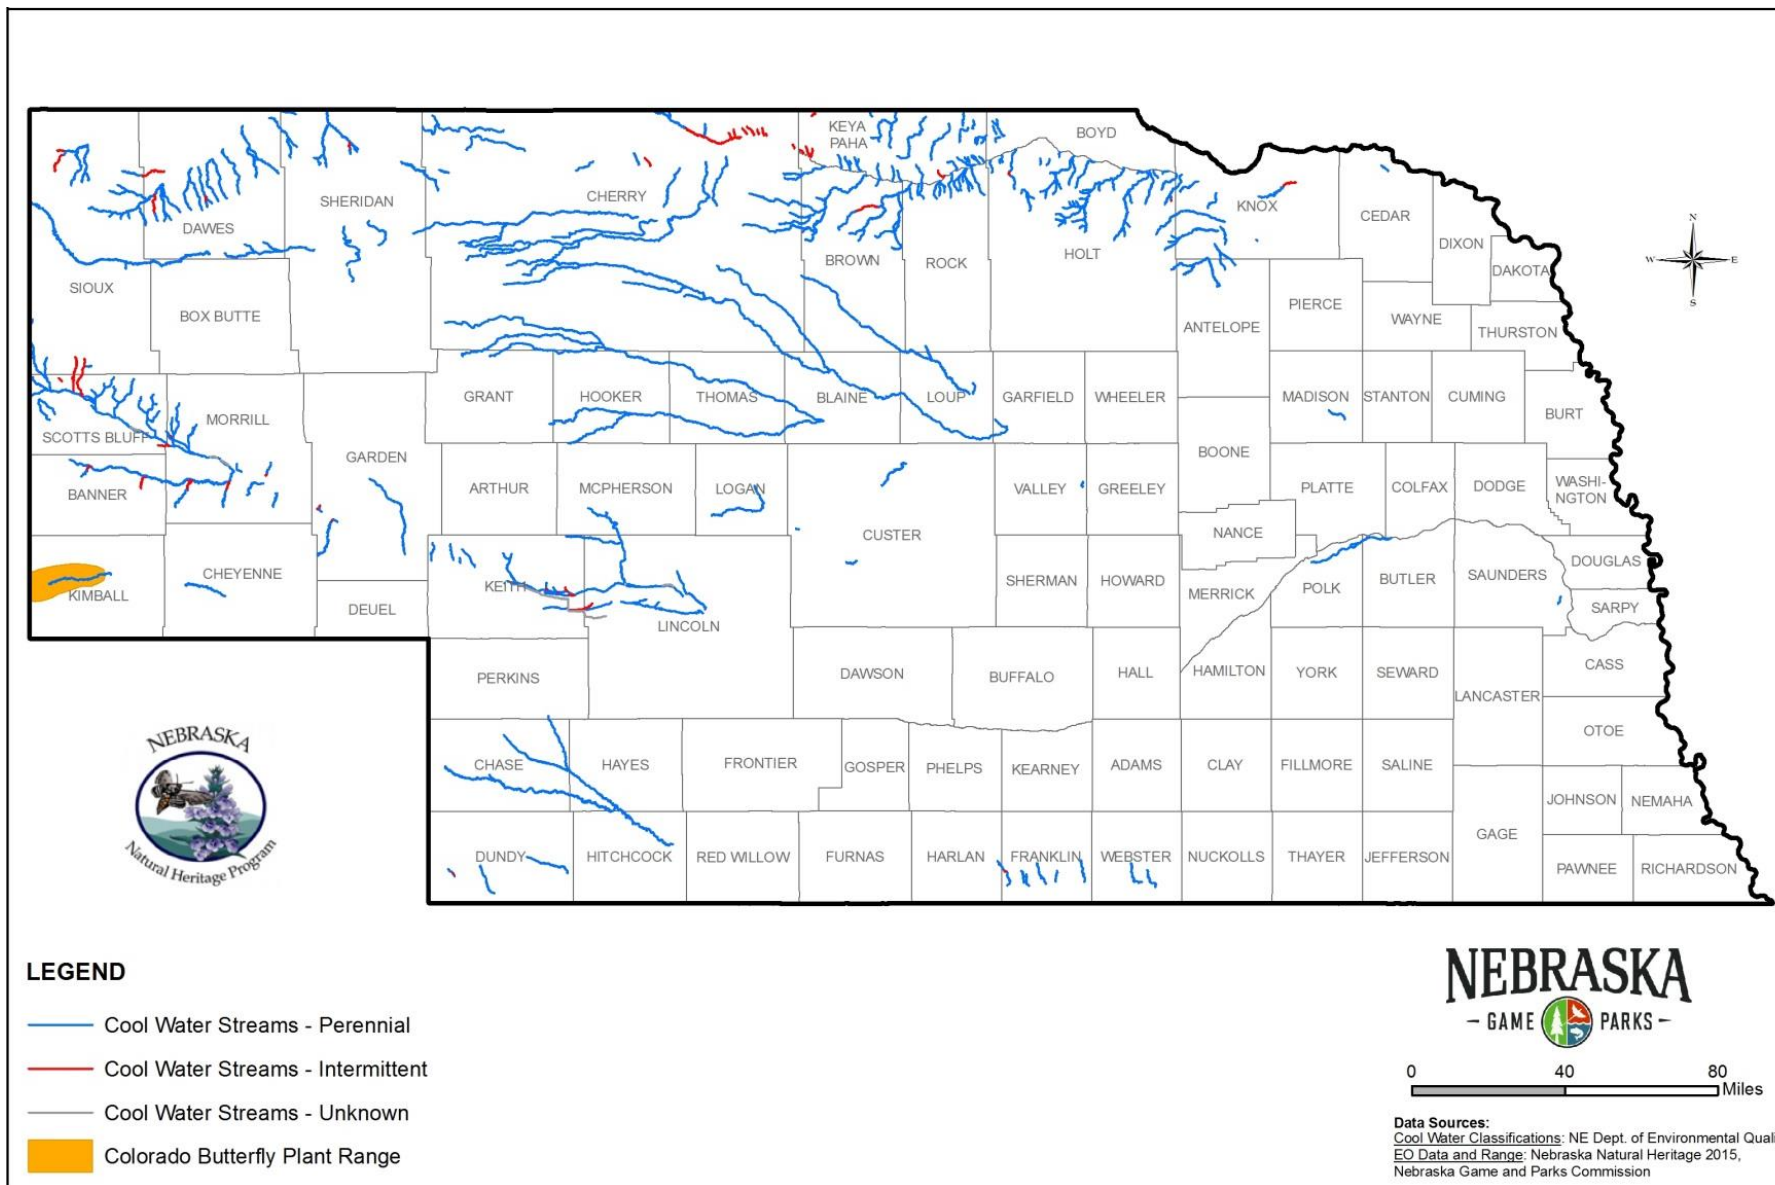 KEYA
PAHA
BOYD
SHERIDAN
CHERRY
KNOX
CEDAR
DAWES
DIXON
HOLT
BROWN
ROCK
DAKOTA
SIOUX
BOX BUTTE
PIERCE
WAYNE
ANTELOPE
THURSTON
GRANT
HOOKER
THOMAS
BLAINE
LOUP
GARFIELD
WHEELER
MADISON
STANTON
CUMING
BURT
MORRILL
SCOTTS BLUFF
GARDEN
BOONE
BANNER
ARTHUR
MCPHERSON
LOGAN
VALLEY
GREELEY
PLATTE
COLFAX
DODGE
WASHI-
NGTON
CUSTER
NANCE
CHEYENNE
KIMBALL
KEITH
SHERMAN
HOWARD
MERRICK
POLK
BUTLER
SAUNDERS
DOUGLAS
SARPY
DEUEL
LINCOLN
PERKINS
DAWSON
BUFFALO
HALL
HAMILTON
YORK
SEWARD
LANCASTER
CASS
OTOE
CHASE
HAYES
FRONTIER
GOSPER
PHELPS
KEARNEY
ADAMS
CLAY
FILLMORE
SALINE
JOHNSON
NEMAHA
GAGE
DUNDY
HITCHCOCK
RED WILLOW
FURNAS
HARLAN
FRANKLIN
WEBSTER
NUCKOLLS
THAYER
JEFFERSON
PAWNEE
RICHARDSON
N
W
E
S
NEBRASKA
Natural Heritage Program
LEGEND
Cool Water Streams - Perennial
Cool Water Streams - Intermittent
Cool Water Streams - Unknown
Colorado Butterfly Plant Range
NEBRASKA
- GAME PARKS -
0 40 80
Miles
Data Sources:
Cool Water Classifications: NE Dept. of Environmental Quali
EO Data and Range: Nebraska Natural Heritage 2015,
Nebraska Game and Parks Commission